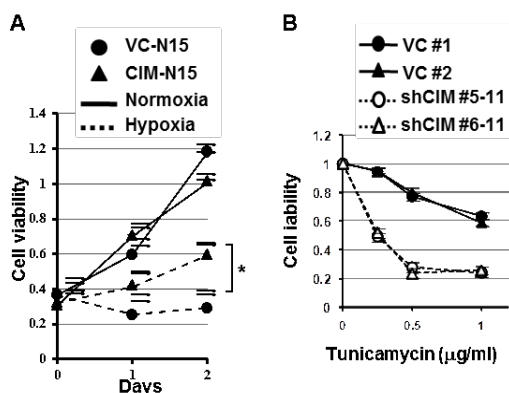 A
VC-N15
CIM-N15
Normoxia
Hypoxia
Cell viability
1.4
1.2
1
0.8
0.6
0.4
0.2
0
*
0
1
2
Days
B
VC #1
VC #2
shCIM #5-11
shCIM #6-11
Cell iability
1.2
1
0.8
0.6
0.4
0.2
0
0
0.5
1
Tunicamycin (μg/ml)